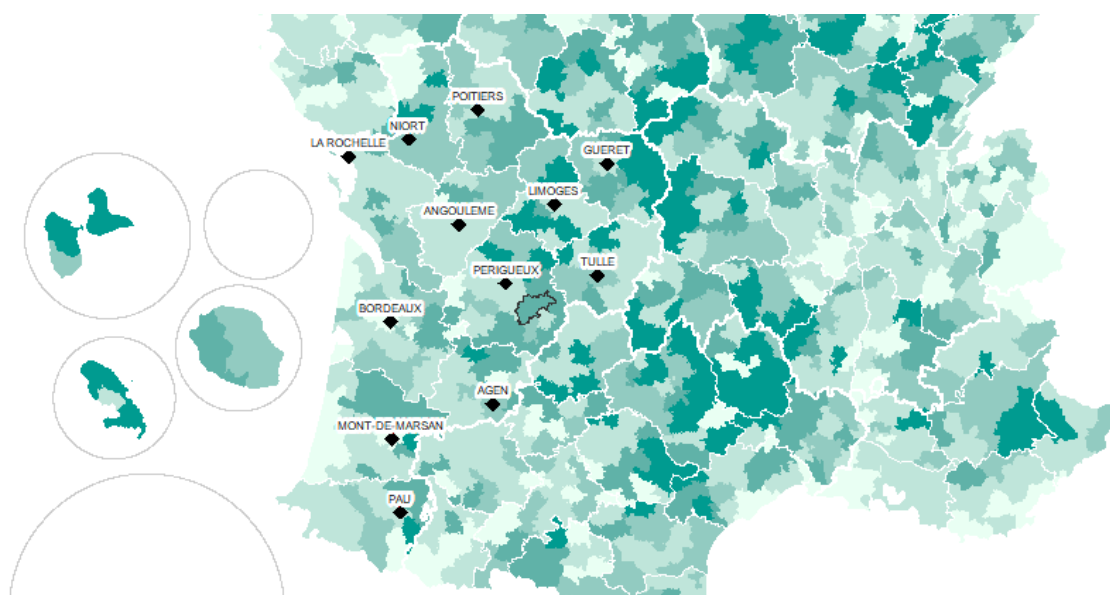 POITIERS
NIORT
LA ROCHELLE
GUERET
LIMOGES
ANGOULEME
TULLE
PERIGUEUX
BORDEAUX
AGEN
MONT-DE-MARSAN
PAU